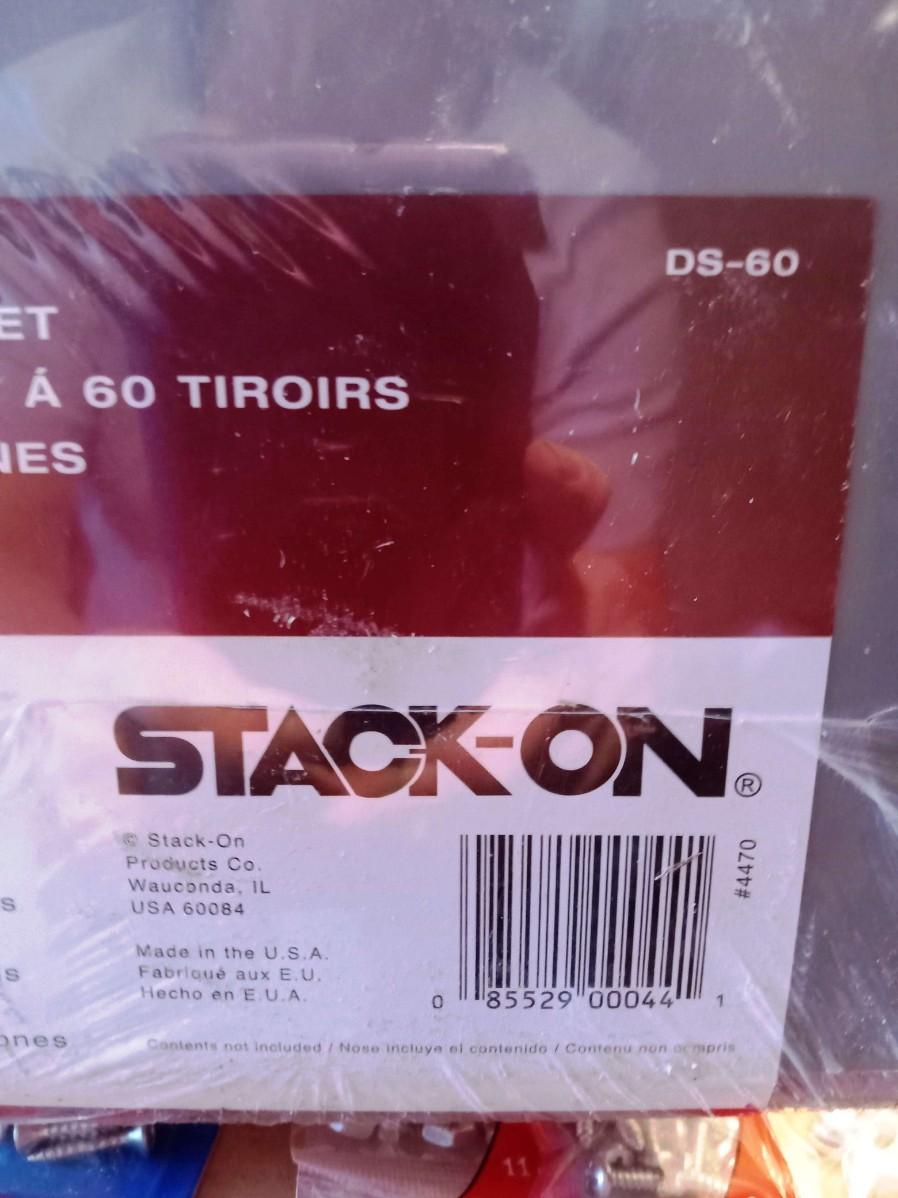 DS-60
ET
Á 60 TIROIRS
NES
STACK-ON®
© Stack-On
Products Co.
Wauconda, IL
USA 60084
Made in the U.S.A.
Fabriqué aux E.U.
Hecho en E.U.A.
#4470
0 85529 00044 1
s
s
ones
Contents not included / Nose incluye el contenido / Contenu non compris
11